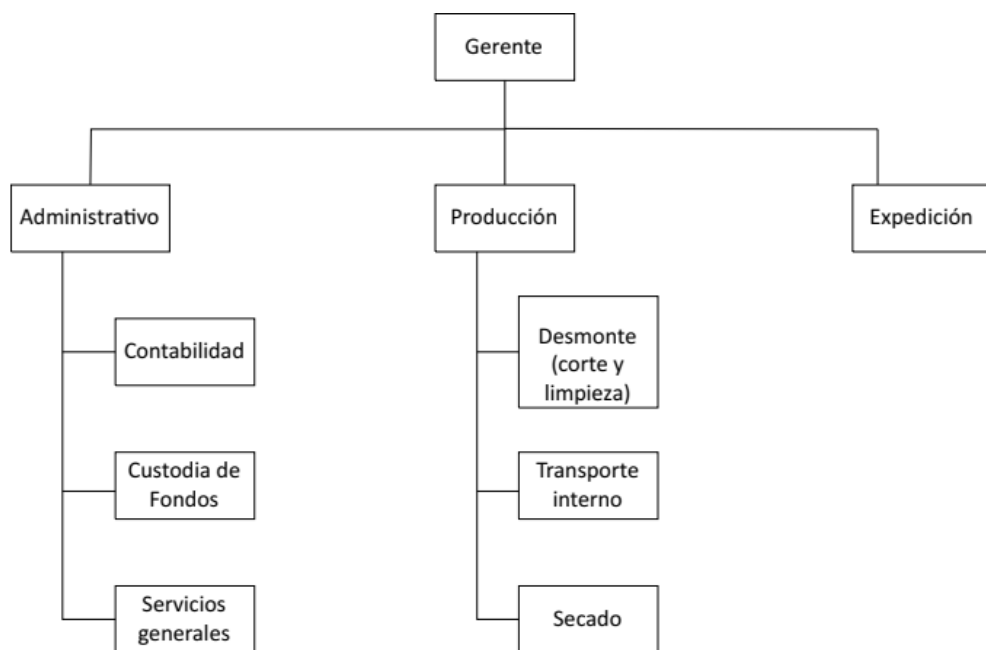 Gerente
Administrativo
Producción
Expedición
Contabilidad
Desmonte
(corte y
limpieza)
Custodia de
Fondos
Transporte
interno
Servicios
generales
Secado